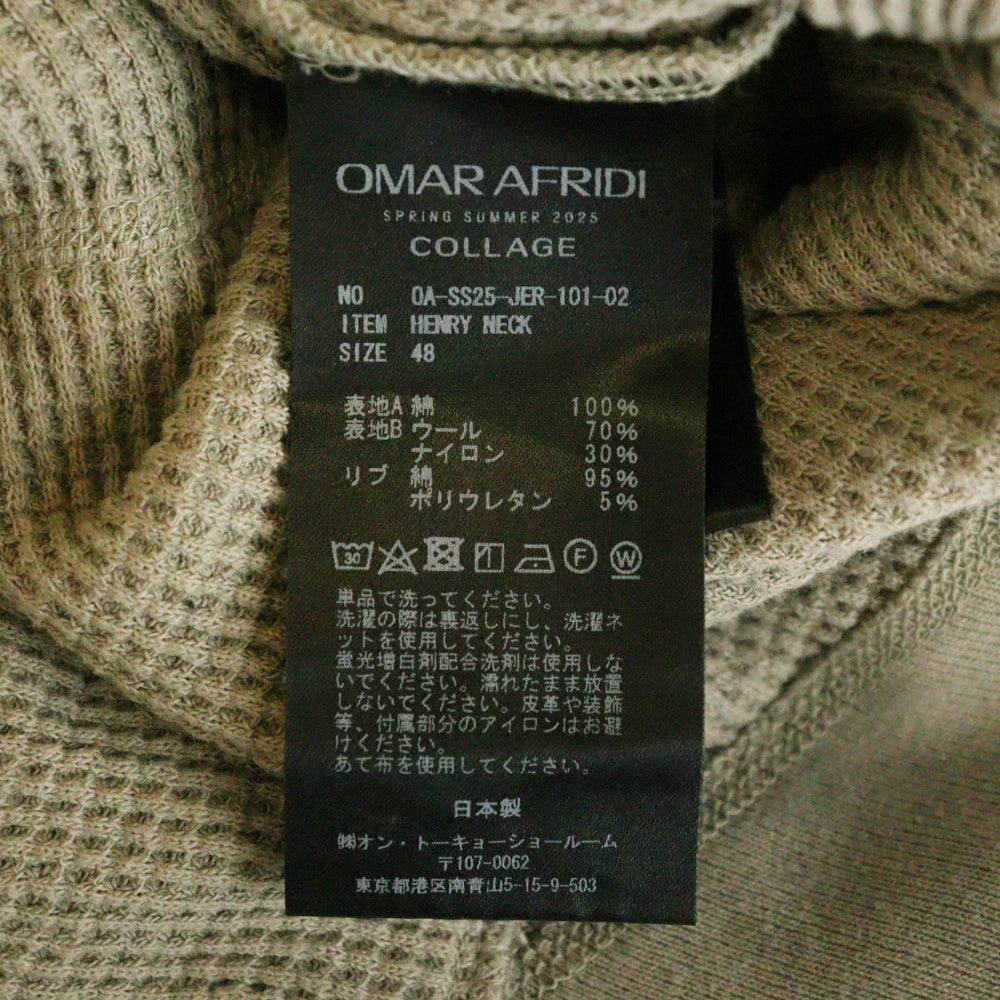 OMAR AFRIDI
SPRING SUMMER 2025
COLLAGE
NO OA-SS25-JER-101-02
ITEM HENRY NECK
SIZE 48
表地A 綿 100%
表地B ウール 70%
ナイロン 30%
リブ 綿 95%
ポリウレタン 5%
30 F W
単品で洗ってください。
洗濯の際は裏返しにし、洗濯ネ
ットを使用してください。
蛍光増白剤配合洗剤は使用しな
いでください。濡れたまま放置
しないでください。皮革や装飾
等、付属部分のアイロンはお避
けください。
あて布を使用してください。
日本製
㈱オン・トーキョーショールーム
〒107-0062
東京都港区南青山5-15-9-503